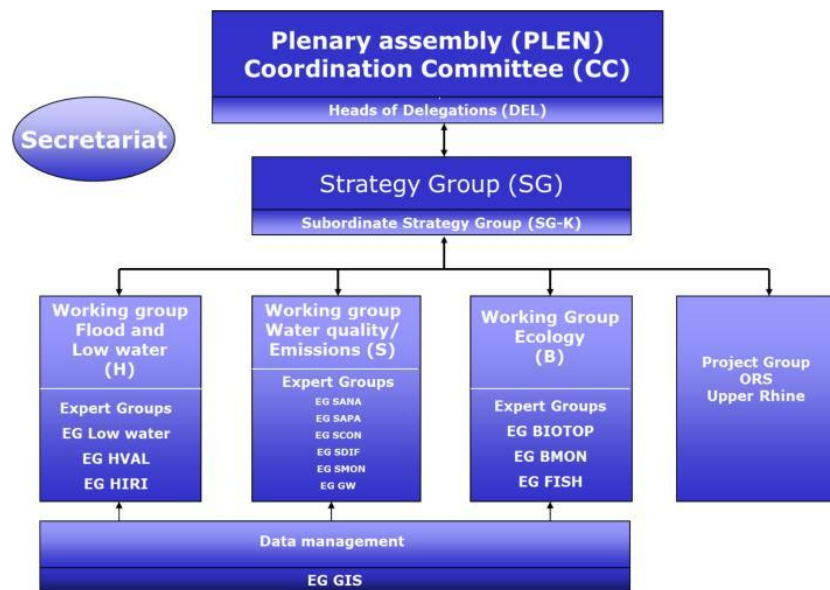 Plenary assembly (PLEN)
Coordination Committee (CC)
Heads of Delegations (DEL)
Secretariat
Strategy Group (SG)
Subordinate Strategy Group (SG-K)
Working group
Flood and
Low water
(H)
Expert Groups
EG Low water
EG HVAL
EG HIRI
Working group
Water quality/
Emissions (S)
Expert Groups
EG SANA
EG SAPA
EG SCON
EG SDIF
EG SMON
EG GW
Working Group
Ecology
(B)
Expert Groups
EG BIOTOP
EG BMON
EG FISH
Project Group
ORS
Upper Rhine
Data management
EG GIS